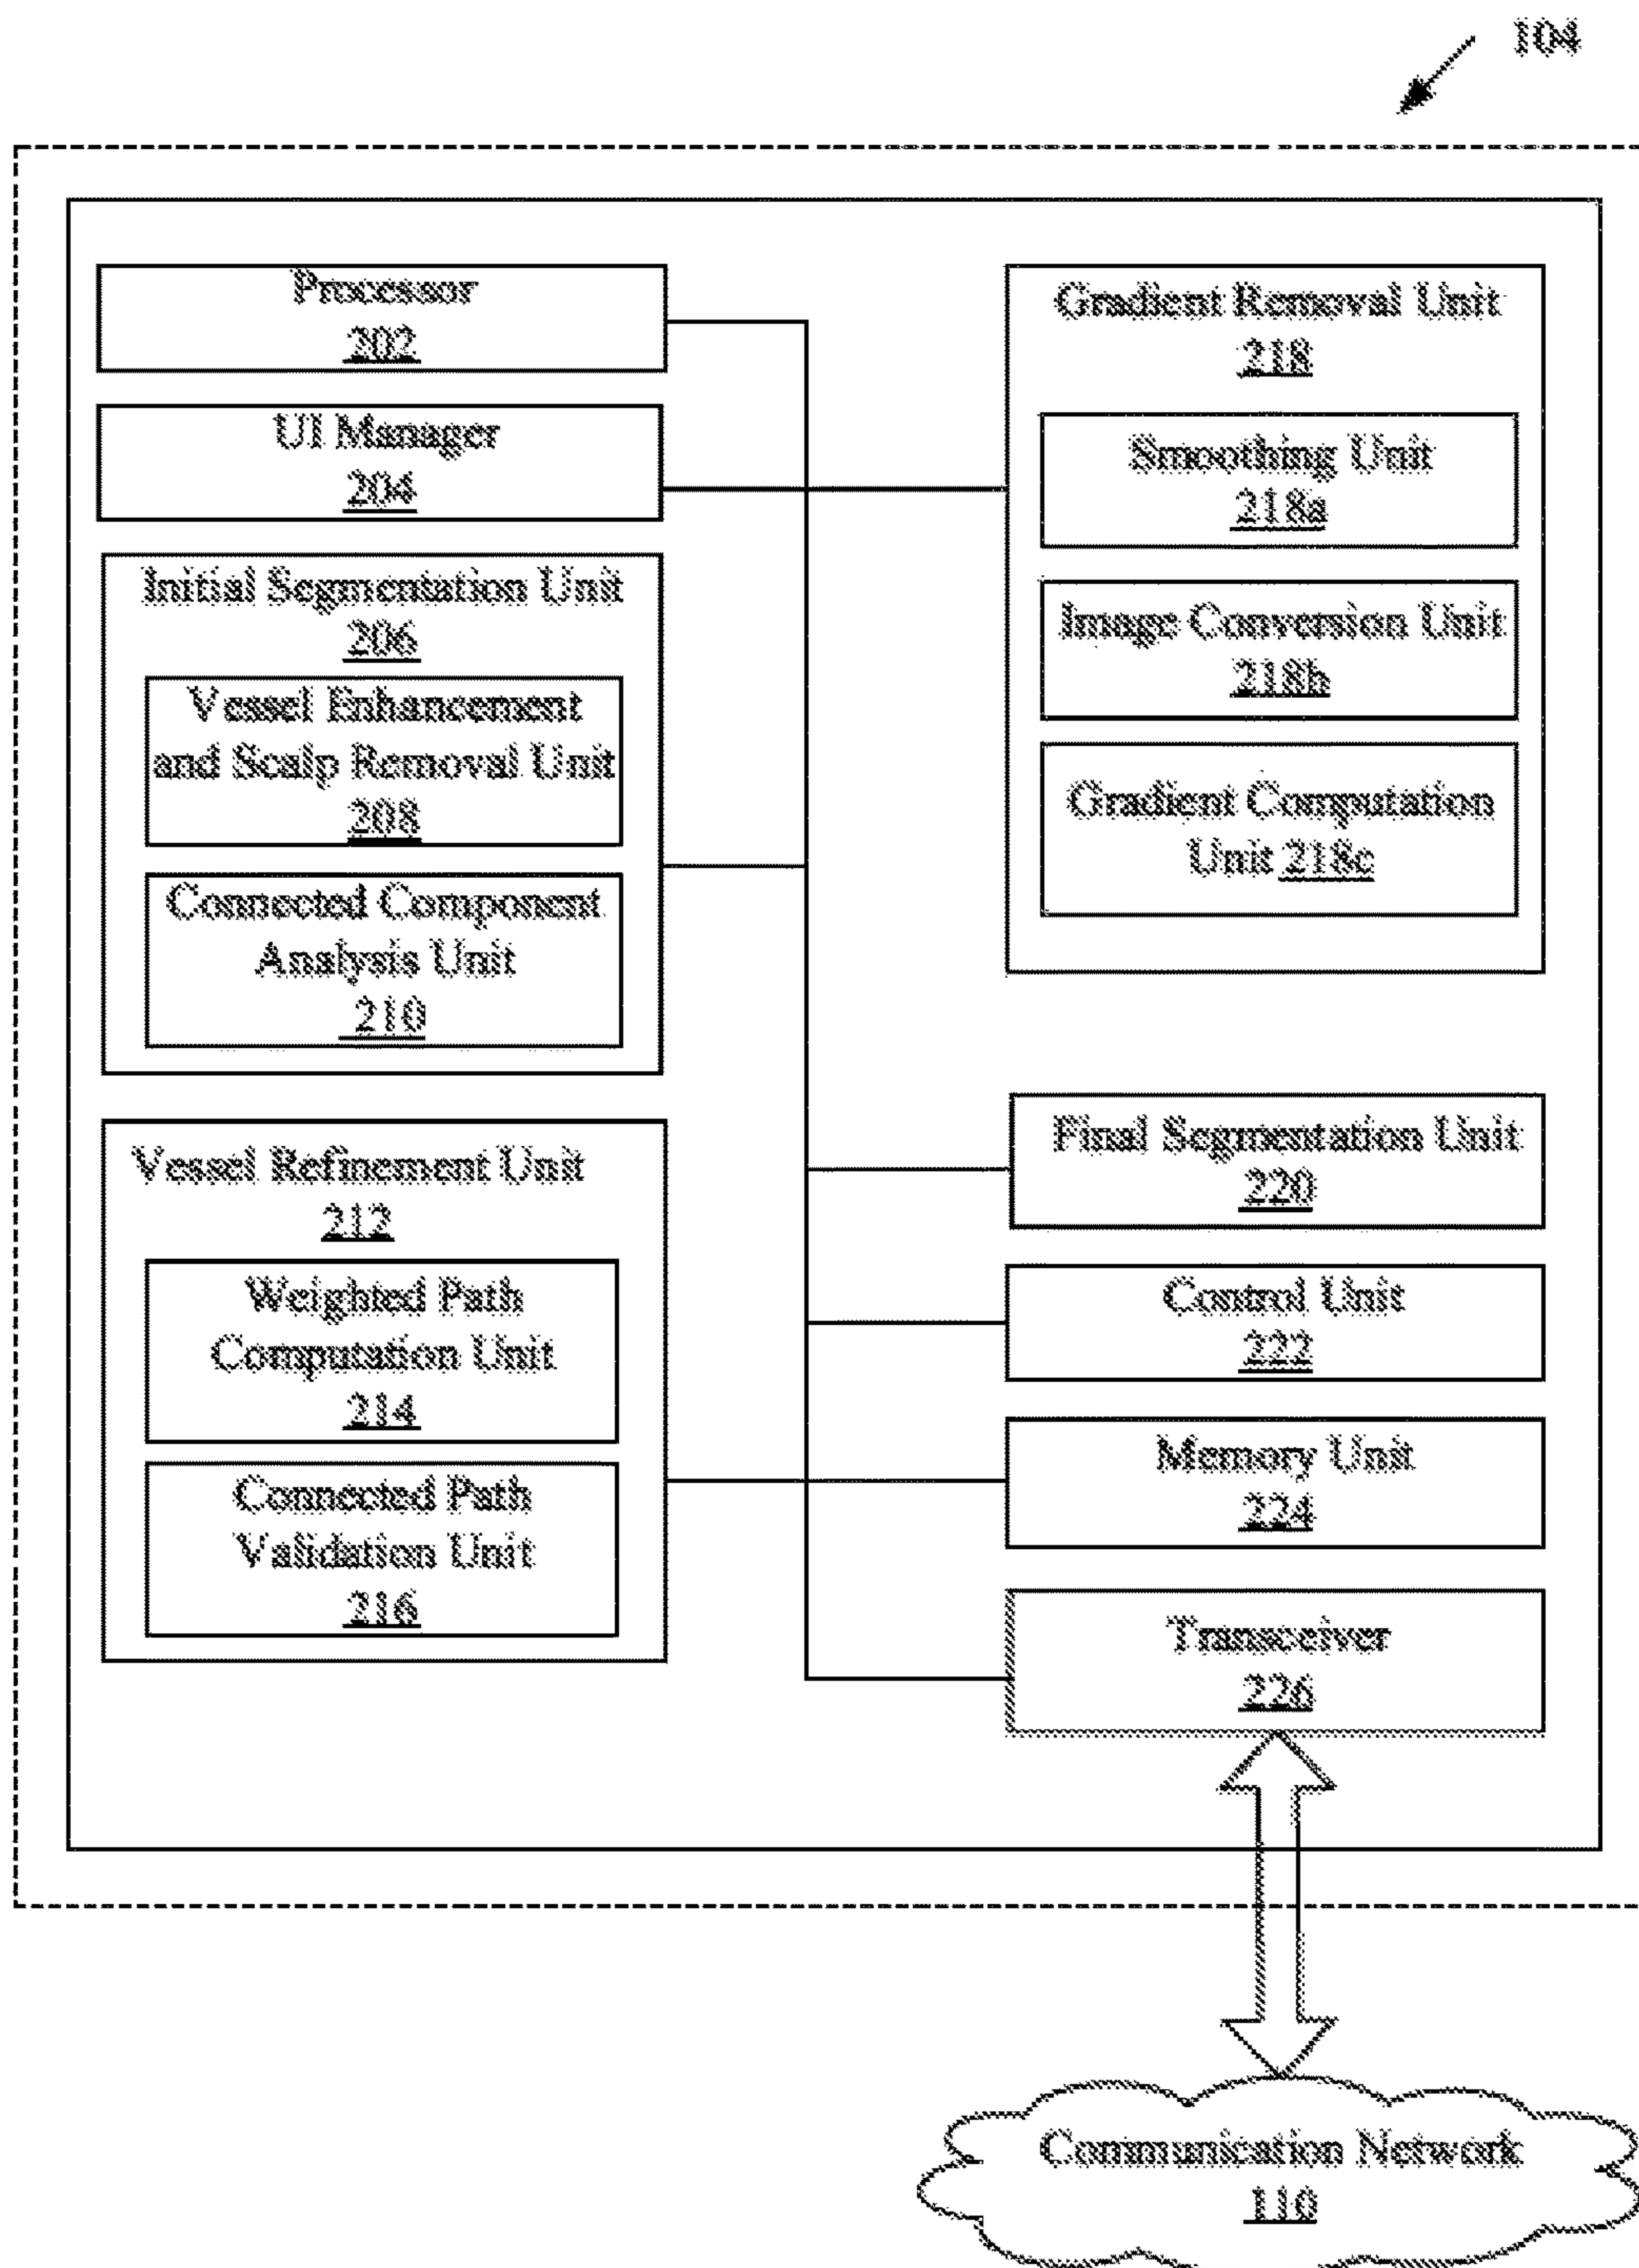 104
Processor
202
UI Manager
204
Initial Segmentation Unit
206
Vessel Enhancement
and Scalp Removal Unit
208
Connected Component
Analysis Unit
210
Vessel Refinement Unit
212
Weighted Path
Computation Unit
214
Connected Path
Validation Unit
216
Gradient Removal Unit
218
Smoothing Unit
218a
Image Conversion Unit
218b
Gradient Computation
Unit 218c
Final Segmentation Unit
220
Control Unit
222
Memory Unit
224
Transceiver
226
Communication Network
110